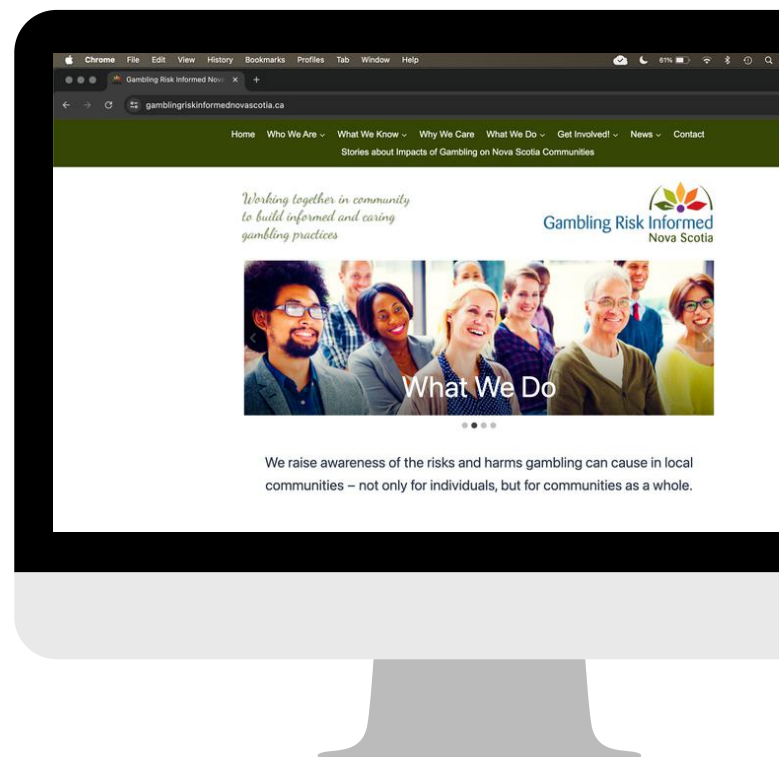 Chrome File Edit View History Bookmarks Profiles Tab Window Help 61%
Gambling Risk Informed Nov
gamblingriskinformednovascotia.ca
Home Who We Are What We Know Why We Care What We Do Get Involved! News Contact
Stories about Impacts of Gambling on Nova Scotia Communities
Working together in community
to build informed and caring
gambling practices
Gambling Risk Informed
Nova Scotia
What We Do
We raise awareness of the risks and harms gambling can cause in local
communities – not only for individuals, but for communities as a whole.